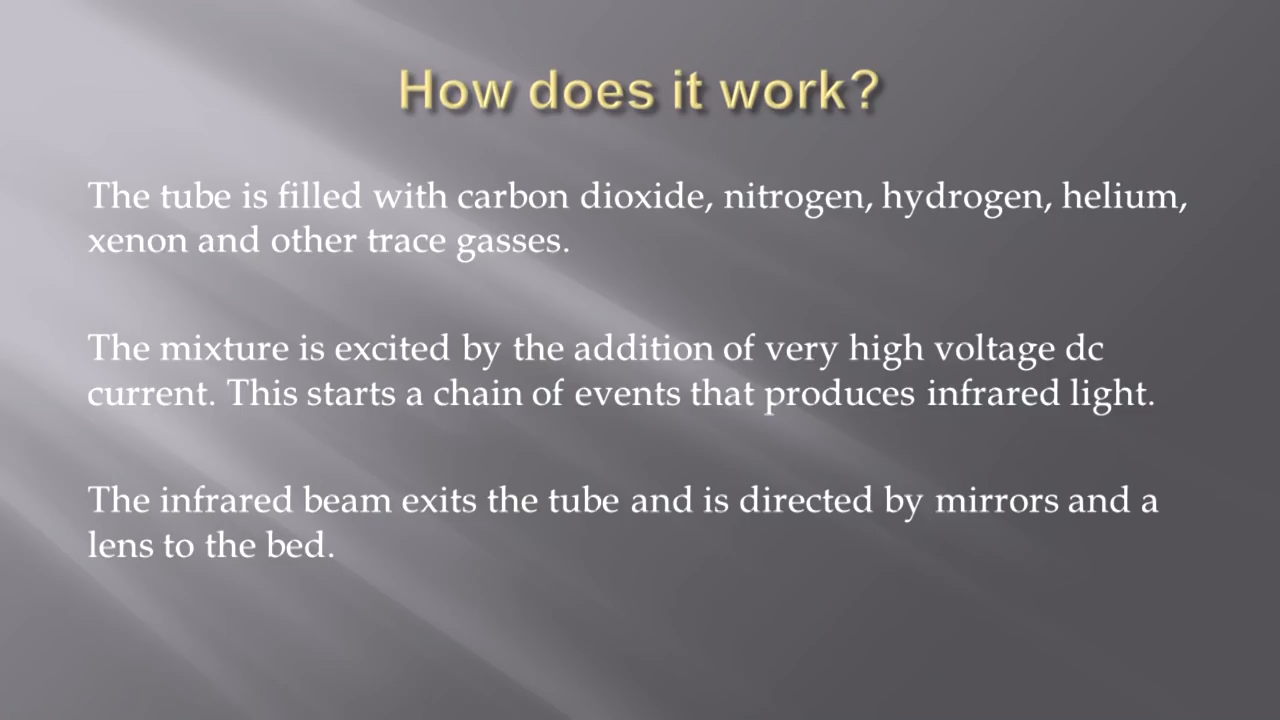 How does it work?
The tube is filled with carbon dioxide, nitrogen, hydrogen, helium,
xenon and other trace gasses.
The mixture is excited by the addition of very high voltage dc
current. This starts a chain of events that produces infrared light.
The infrared beam exits the tube and is directed by mirrors and a
lens to the bed.